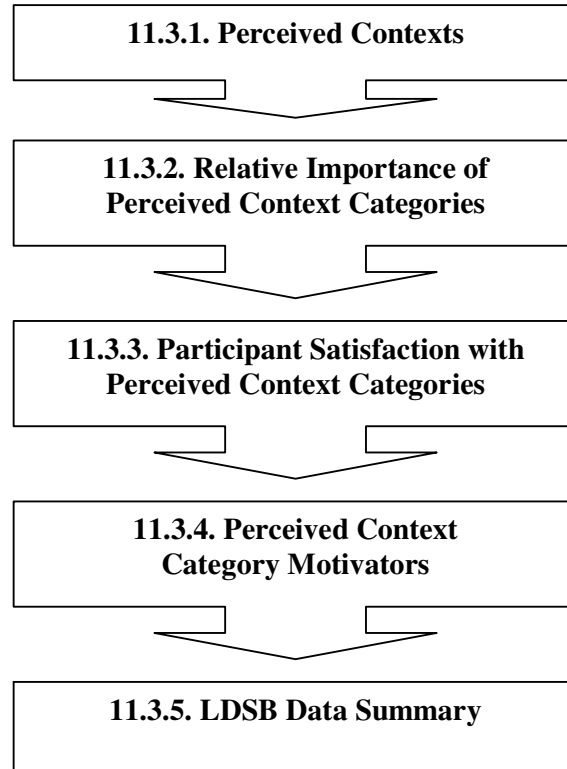 11.3.1. Perceived Contexts
11.3.2. Relative Importance of
Perceived Context Categories
11.3.3. Participant Satisfaction with
Perceived Context Categories
11.3.4. Perceived Context
Category Motivators
11.3.5. LDSB Data Summary